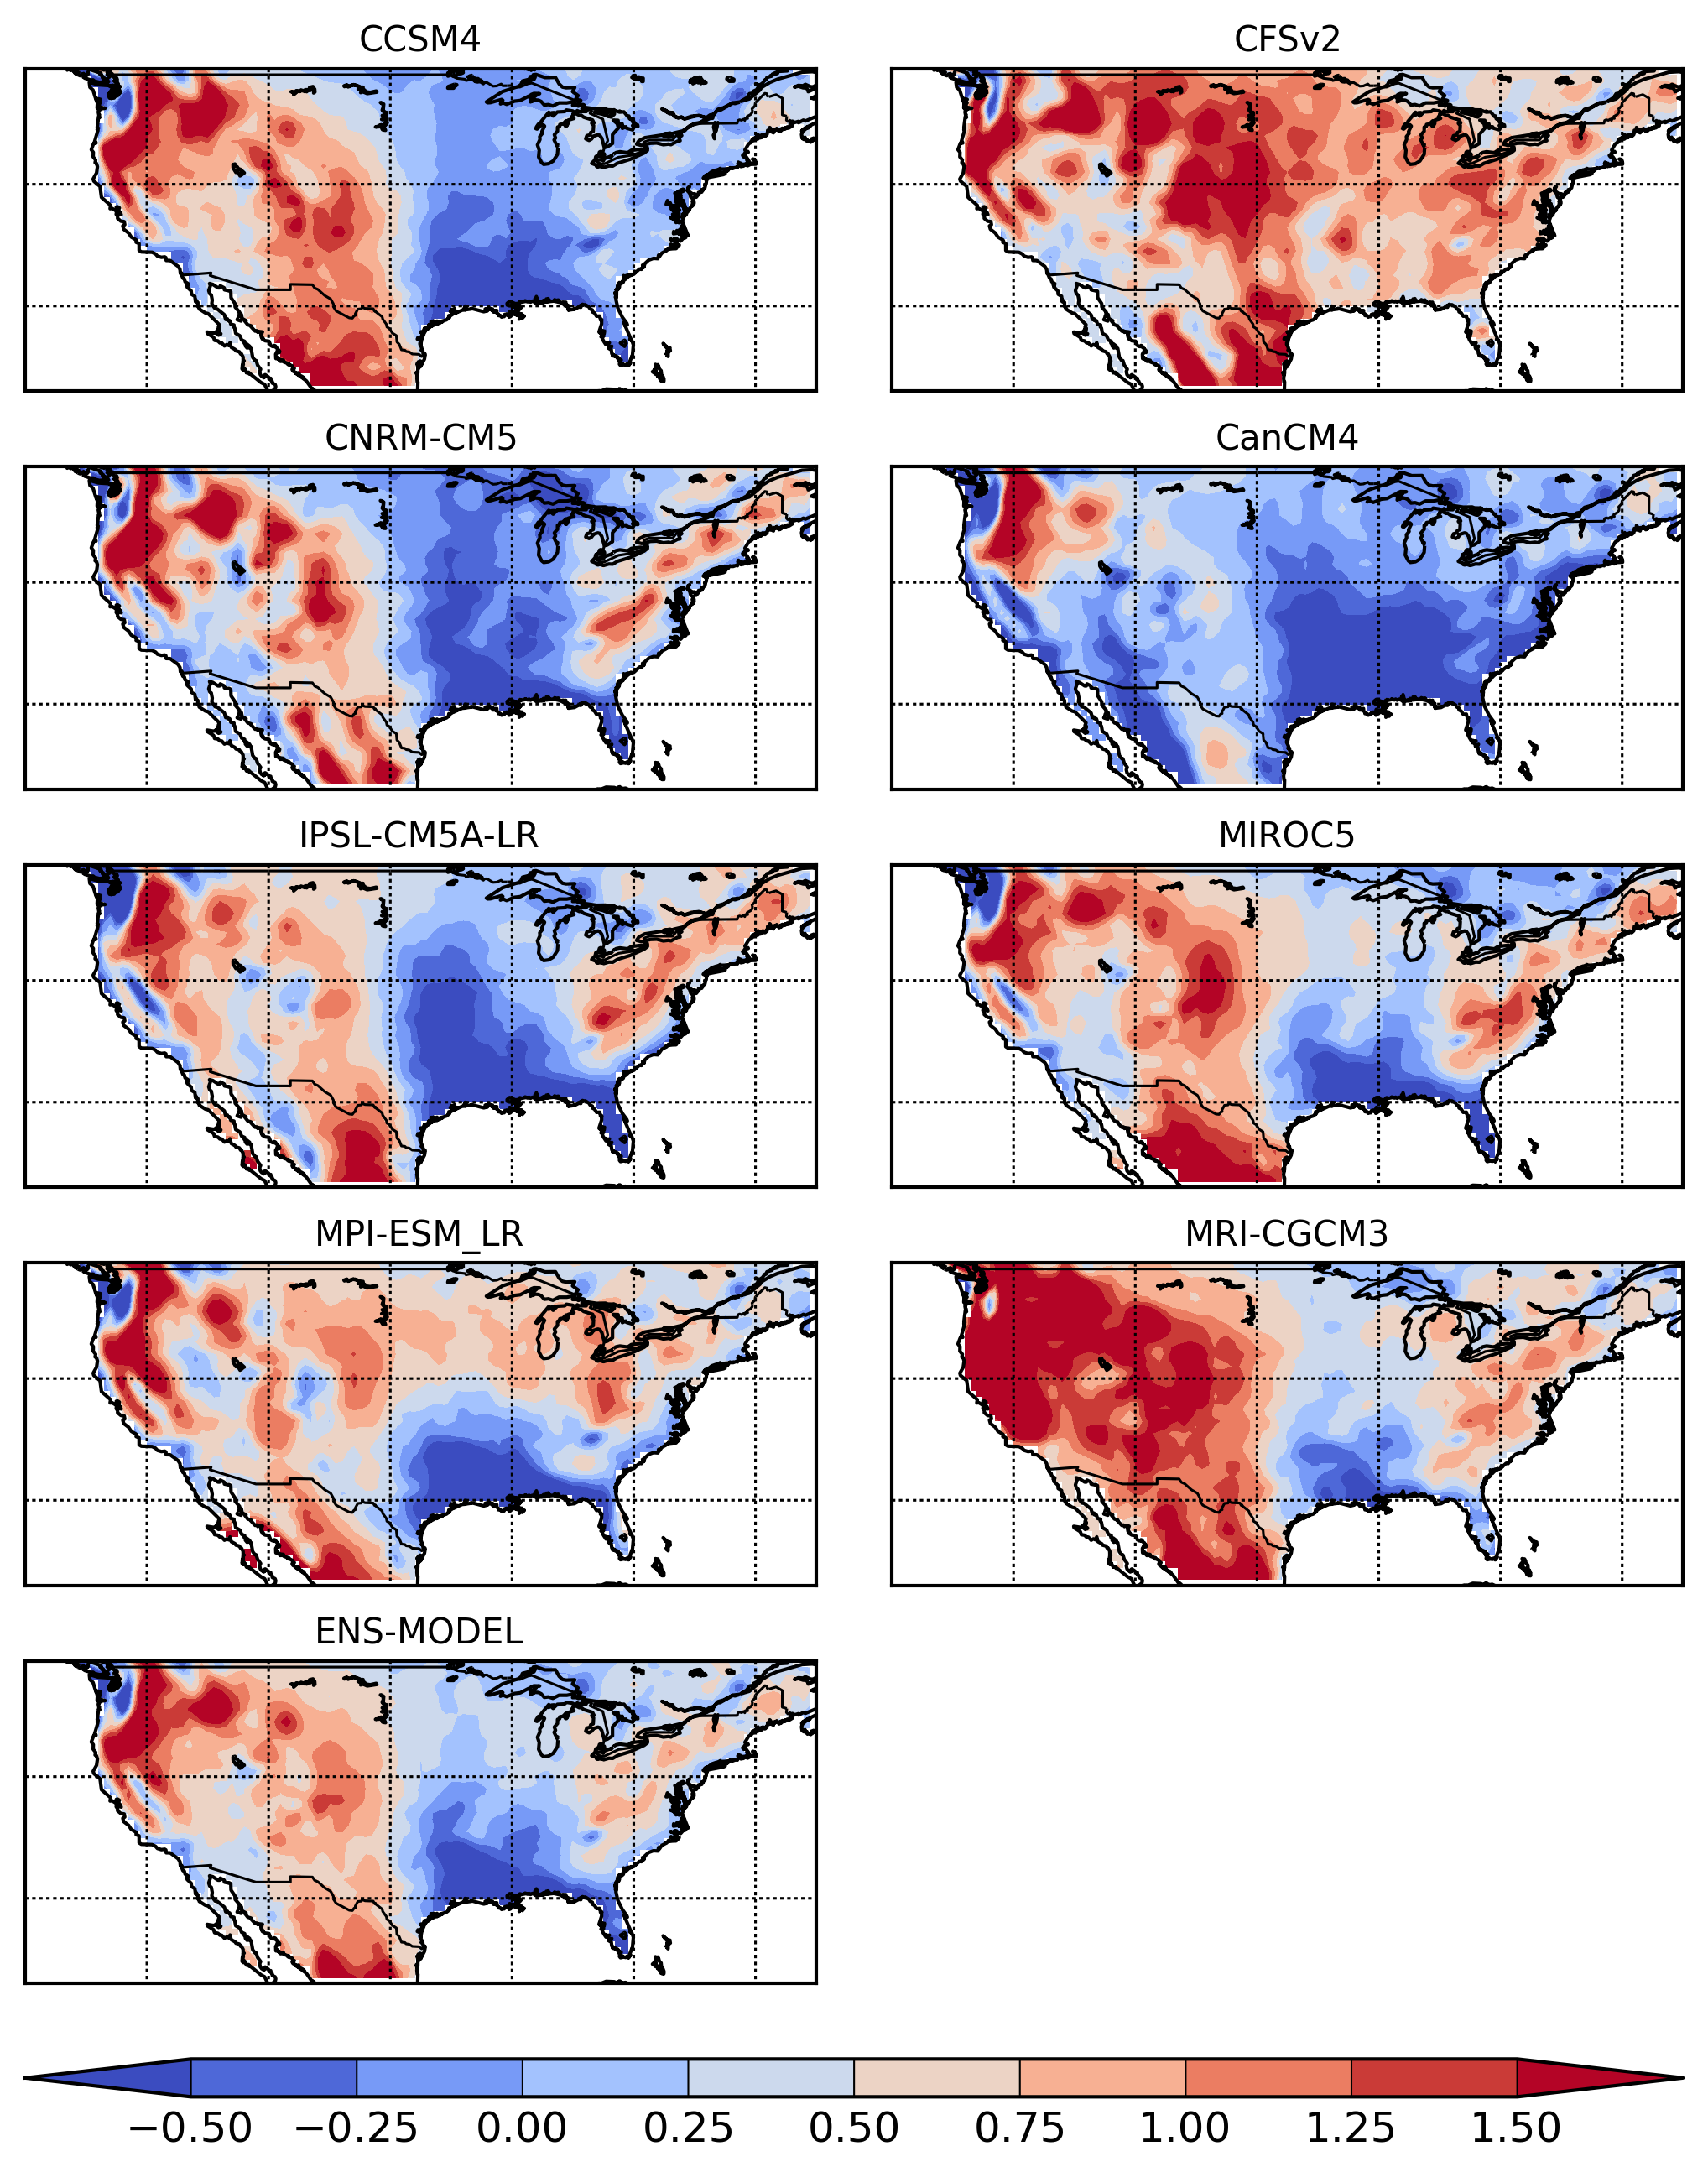 CCSM4
CFSv2
CNRM-CM5
CanCM4
IPSL-CM5A-LR
MIROC5
MPI-ESM_LR
MRI-CGCM3
ENS-MODEL
−0.50 −0.25 0.00 0.25 0.50 0.75 1.00 1.25 1.50